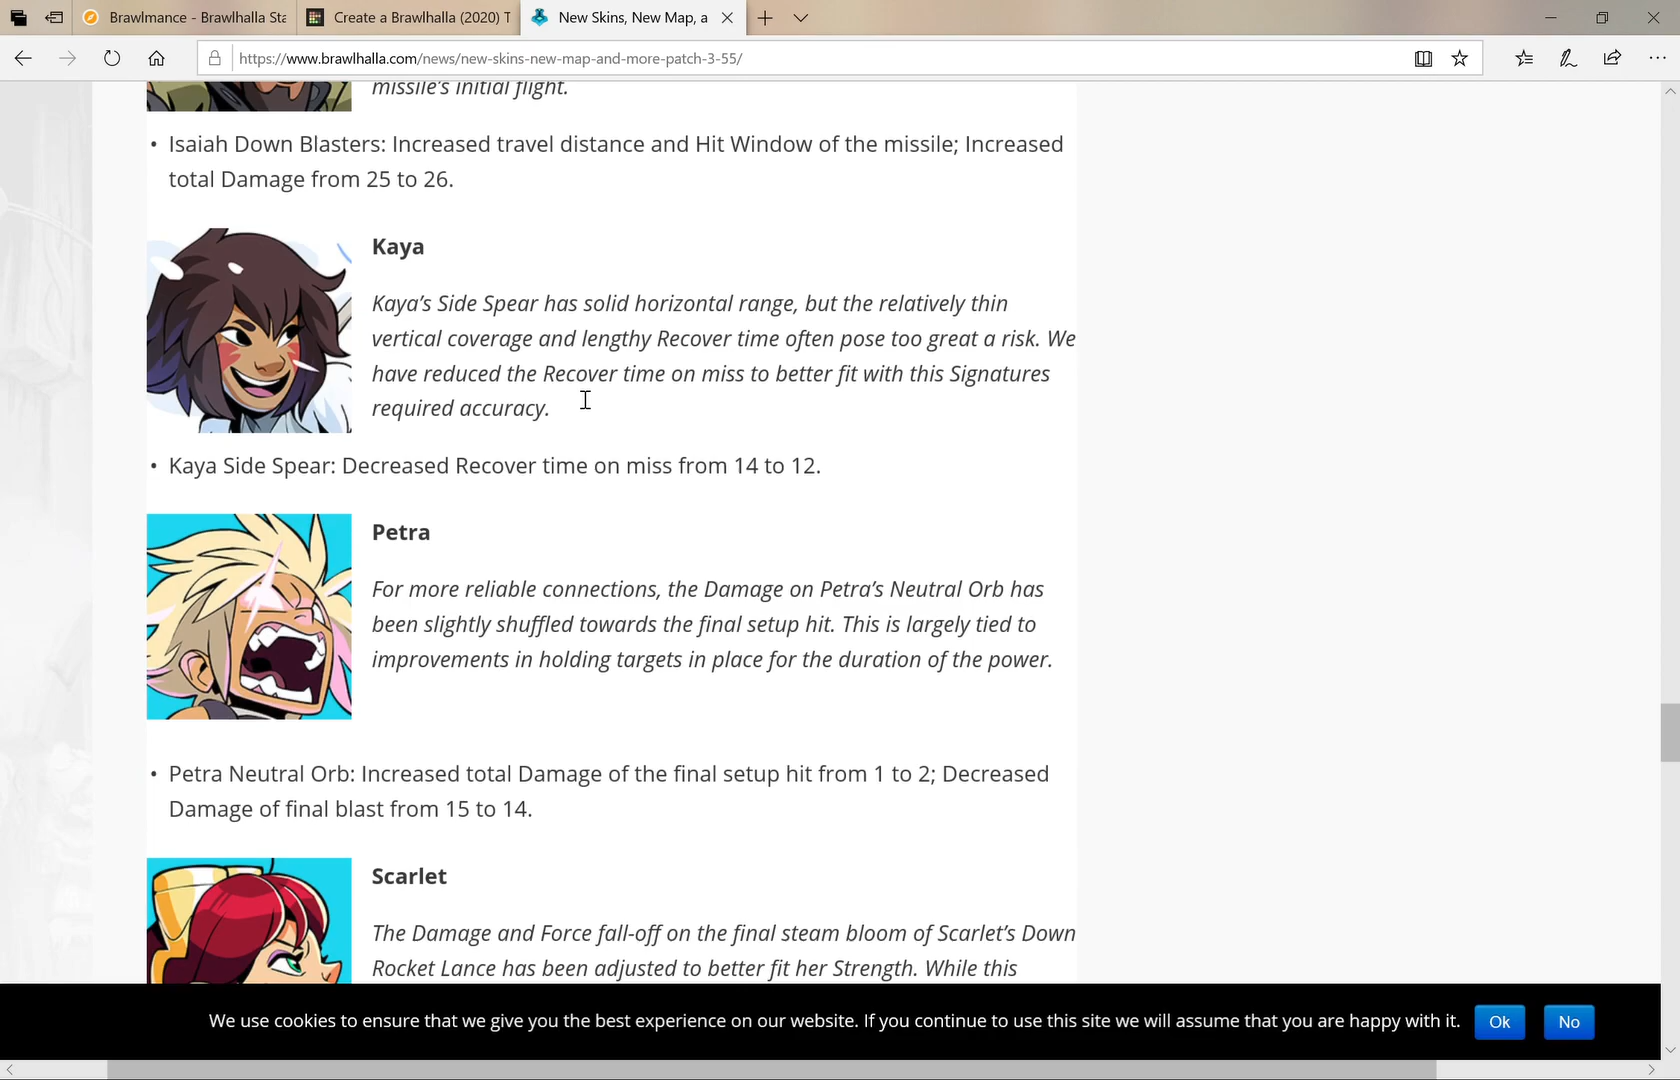 Brawlmance - Brawlhalla Sta
Create a Brawlhalla (2020) T
New Skins, New Map, a
https://www.brawlhalla.com/news/new-skins-new-map-and-more-patch-3-55/
missile's initial flight.
• Isaiah Down Blasters: Increased travel distance and Hit Window of the missile; Increased
total Damage from 25 to 26.
Kaya
Kaya's Side Spear has solid horizontal range, but the relatively thin
vertical coverage and lengthy Recover time often pose too great a risk. We
have reduced the Recover time on miss to better fit with this Signatures
required accuracy.
• Kaya Side Spear: Decreased Recover time on miss from 14 to 12.
Petra
For more reliable connections, the Damage on Petra's Neutral Orb has
been slightly shuffled towards the final setup hit. This is largely tied to
improvements in holding targets in place for the duration of the power.
• Petra Neutral Orb: Increased total Damage of the final setup hit from 1 to 2; Decreased
Damage of final blast from 15 to 14.
Scarlet
The Damage and Force fall-off on the final steam bloom of Scarlet's Down
Rocket Lance has been adjusted to better fit her Strength. While this
We use cookies to ensure that we give you the best experience on our website. If you continue to use this site we will assume that you are happy with it.
Ok
No